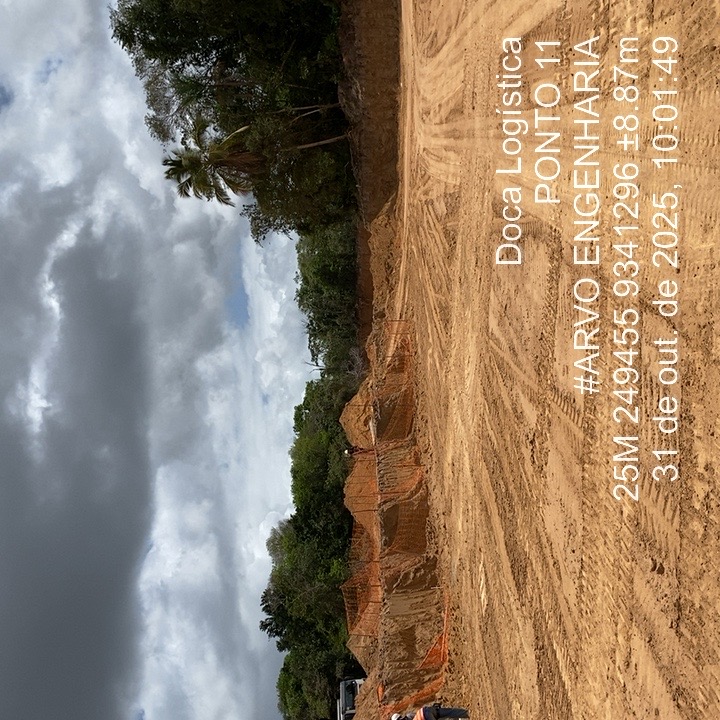 Doca Logística
PONTO 11
#ARVO ENGENHARIA
25M 249455 9341296 ±8.87m
31 de out. de 2025, 10:01:49